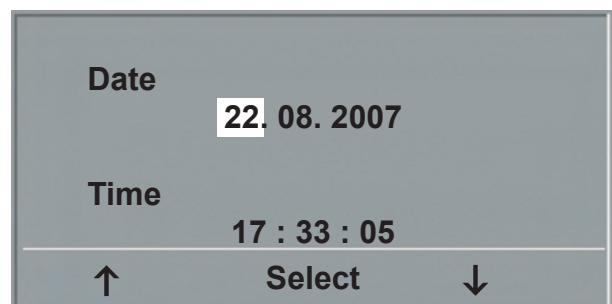 Date
22. 08. 2007
Time
17 : 33 : 05
↑ Select ↓